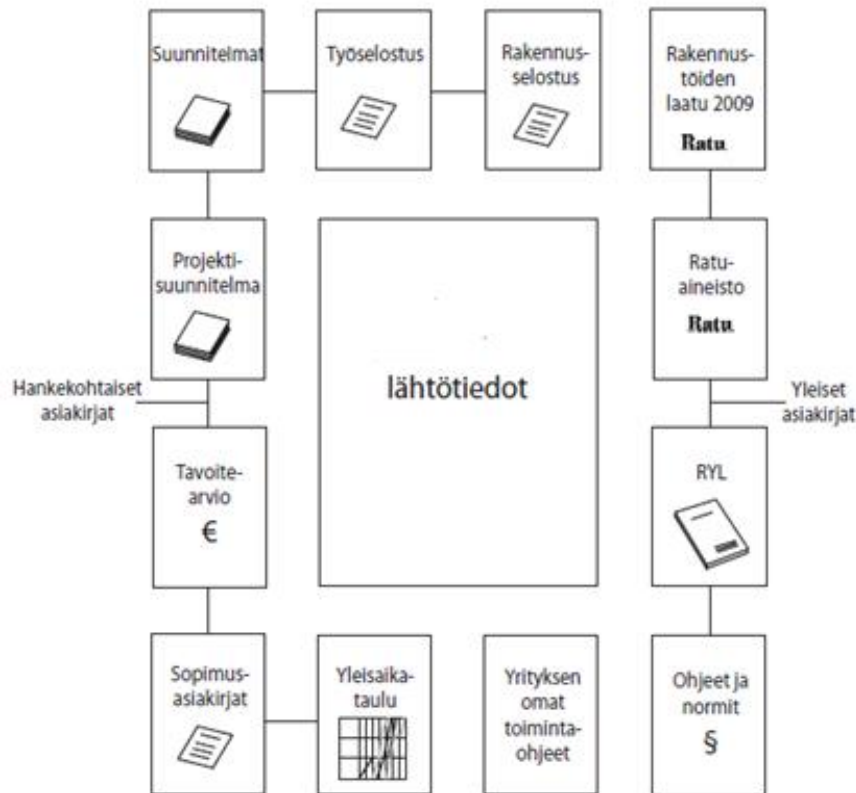 Suunnitelmat
Työselostus
Rakennus-
selostus
Rakennus-
töiden
laatu 2009
Ratu
Projekti-
suunnitelma
lähtötiedot
Ratu-
aineisto
Ratu
Hankekohtaiset
asiakirjat
Yleiset
asiakirjat
Tavoite-
arvio
€
RYL
Sopimus-
asiakirjat
Yleisaika-
taulu
Yrityksen
omat
toiminta-
ohjeet
Ohjeet ja
normit
§